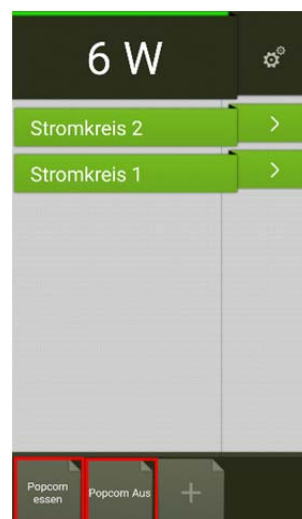 6 W
Stromkreis 2
Stromkreis 1
Popcorn
essen
Popcorn Aus